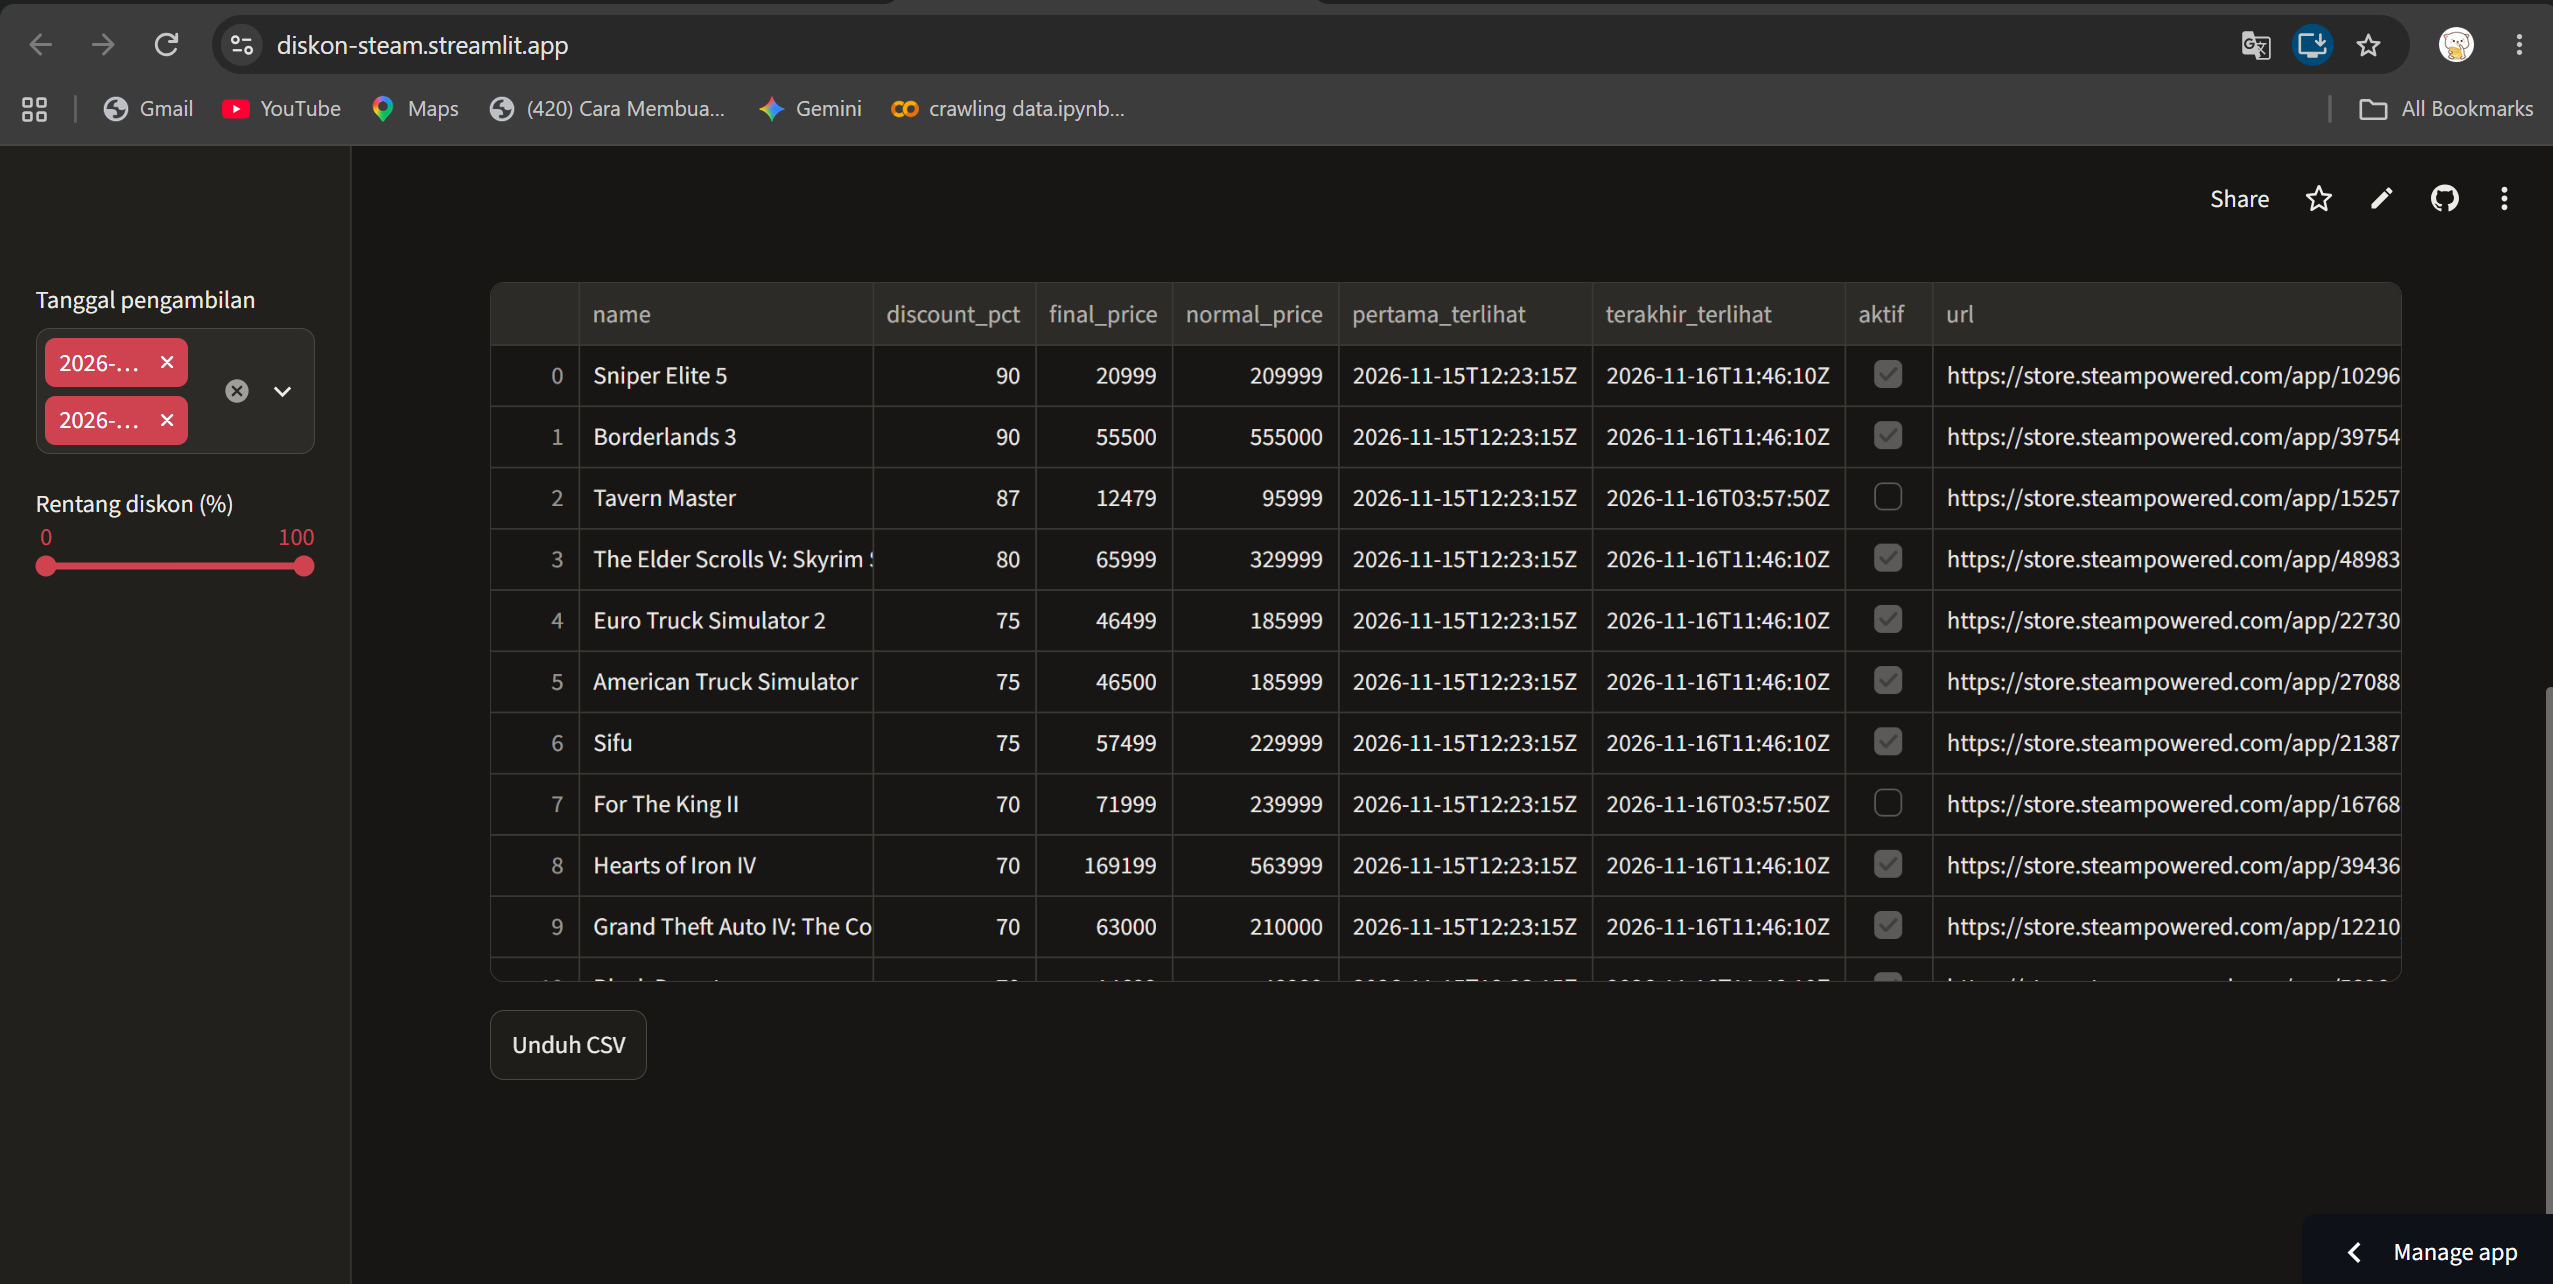 diskon-steam.streamlit.app
Gmail YouTube Maps (420) Cara Membua... Gemini crawling data.ipynb... All Bookmarks
Share
Tanggal pengambilan
2026-...
2026-...
Rentang diskon (%)
0 100
name discount_pct final_price normal_price pertama_terlihat terakhir_terlihat aktif url
0 Sniper Elite 5 90 20999 209999 2026-11-15T12:23:15Z 2026-11-16T11:46:10Z https://store.steampowered.com/app/10296
1 Borderlands 3 90 55500 555000 2026-11-15T12:23:15Z 2026-11-16T11:46:10Z https://store.steampowered.com/app/39754
2 Tavern Master 87 12479 95999 2026-11-15T12:23:15Z 2026-11-16T03:57:50Z https://store.steampowered.com/app/15257
3 The Elder Scrolls V: Skyrim 80 65999 329999 2026-11-15T12:23:15Z 2026-11-16T11:46:10Z https://store.steampowered.com/app/48983
4 Euro Truck Simulator 2 75 46499 185999 2026-11-15T12:23:15Z 2026-11-16T11:46:10Z https://store.steampowered.com/app/22730
5 American Truck Simulator 75 46500 185999 2026-11-15T12:23:15Z 2026-11-16T11:46:10Z https://store.steampowered.com/app/27088
6 Sifu 75 57499 229999 2026-11-15T12:23:15Z 2026-11-16T11:46:10Z https://store.steampowered.com/app/21387
7 For The King II 70 71999 239999 2026-11-15T12:23:15Z 2026-11-16T03:57:50Z https://store.steampowered.com/app/16768
8 Hearts of Iron IV 70 169199 563999 2026-11-15T12:23:15Z 2026-11-16T11:46:10Z https://store.steampowered.com/app/39436
9 Grand Theft Auto IV: The Co 70 63000 210000 2026-11-15T12:23:15Z 2026-11-16T11:46:10Z https://store.steampowered.com/app/12210
Unduh CSV
Manage app